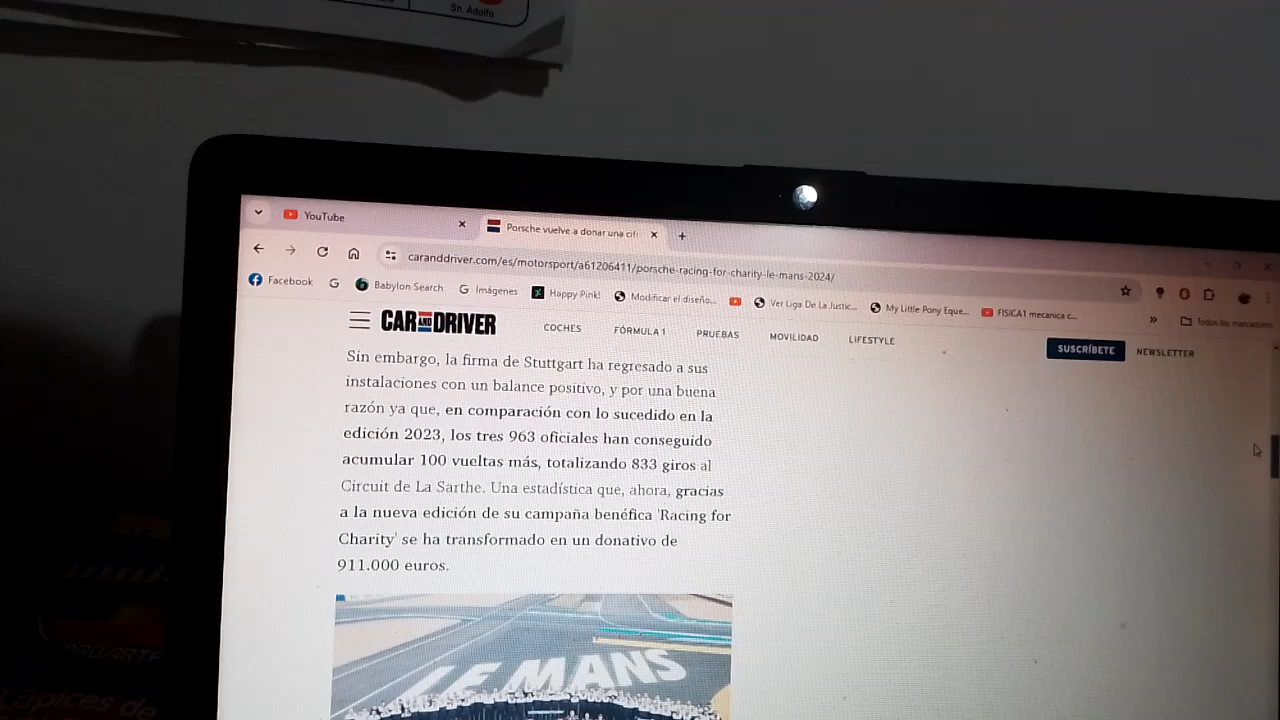 Sn. Adolfo
YouTube
Porsche vuelve a donar una cifr
caranddriver.com/es/motorsport/a61206411/porsche-racing-for-charity-le-mans-2024/
Facebook
Babylon Search
Imágenes
Happy Pink!
Modificar el diseño...
Ver Liga De La Justic...
My Little Pony Eque...
FISICA1 mecanica c...
»
Todos los marcadores
CAR AND DRIVER
COCHES
FÓRMULA 1
PRUEBAS
MOVILIDAD
LIFESTYLE
SUSCRÍBETE
NEWSLETTER
Sin embargo, la firma de Stuttgart ha regresado a sus
instalaciones con un balance positivo, y por una buena
razón ya que, en comparación con lo sucedido en la
edición 2023, los tres 963 oficiales han conseguido
acumular 100 vueltas más, totalizando 833 giros al
Circuit de La Sarthe. Una estadística que, ahora, gracias
a la nueva edición de su campaña benéfica 'Racing for
Charity' se ha transformado en un donativo de
911.000 euros.
LE MANS
PRO ARTE
Lápices de